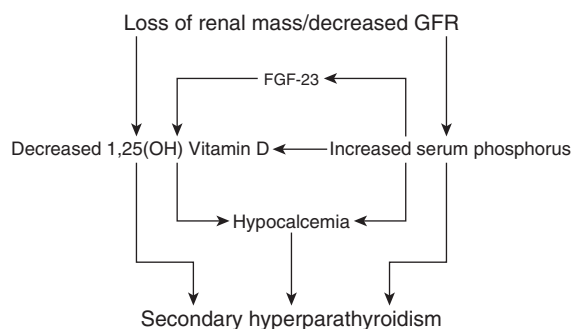 Loss of renal mass/decreased GFR
FGF-23
Decreased 1,25(OH) Vitamin D
Increased serum phosphorus
Hypocalcemia
Secondary hyperparathyroidism